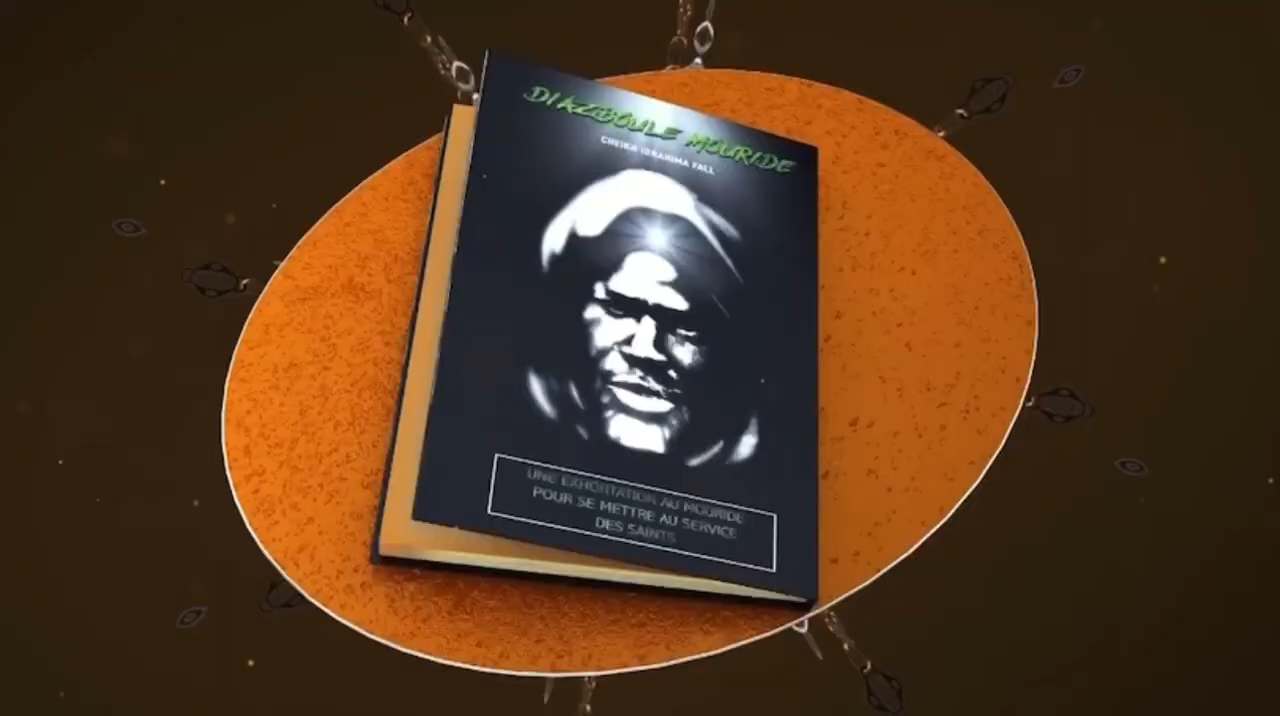 DIAZBOULE MOURIDE
CHEIKH IBRAHIMA FALL
UNE EXHORTATION AU MOURIDE
POUR SE METTRE AU SERVICE
DES SAINTS